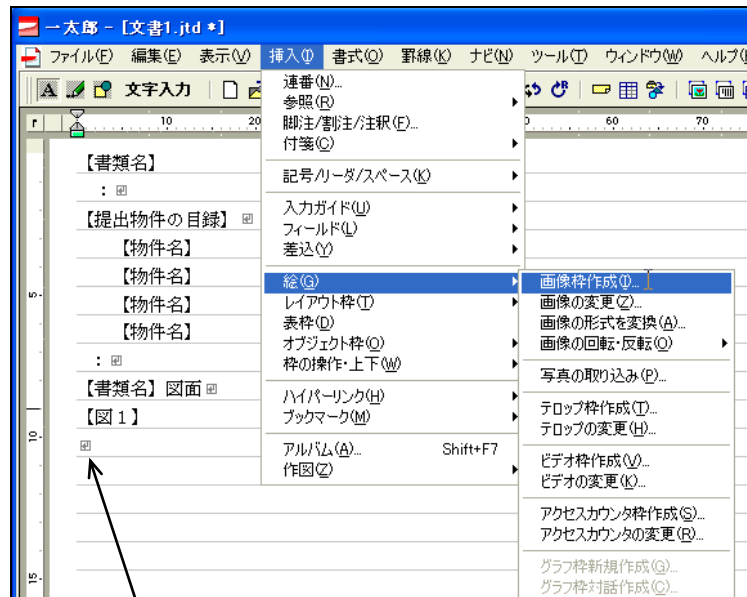 一太郎 - [文書1.jtd *]
ファイル(F) 編集(E) 表示(V) 挿入(I) 書式(O) 罫線(K) ナビ(N) ツール(T) ウィンドウ(W) ヘルプ(
A 文字入力
r 10 20 60 70
連番(N)...
参照(R)
脚注/割注/注釈(F)...
付箋(C)
記号/リーダ/スペース(K)
入力ガイド(U)
フィールド(L)
差込(Y)
絵(G)
レイアウト枠(T)
表枠(D)
オブジェクト枠(O)
枠の操作・上下(W)
ハイパーリンク(H)
ブックマーク(M)
アルバム(A)... Shift+F7
作図(Z)
画像枠作成(I)...
画像の変更(Z)...
画像の形式を変換(A)...
画像の回転・反転(O)
写真の取り込み(P)...
テロップ枠作成(T)...
テロップの変更(H)...
ビデオ枠作成(V)...
ビデオの変更(K)...
アクセスカウンタ枠作成(S)...
アクセスカウンタの変更(R)...
グラフ枠新規作成(G)...
グラフ枠対話作成(C)...
【書類名】
:
【提出物件の目録】
【物件名】
【物件名】
【物件名】
【物件名】
:
【書類名】図面
【図1】
5
10
15